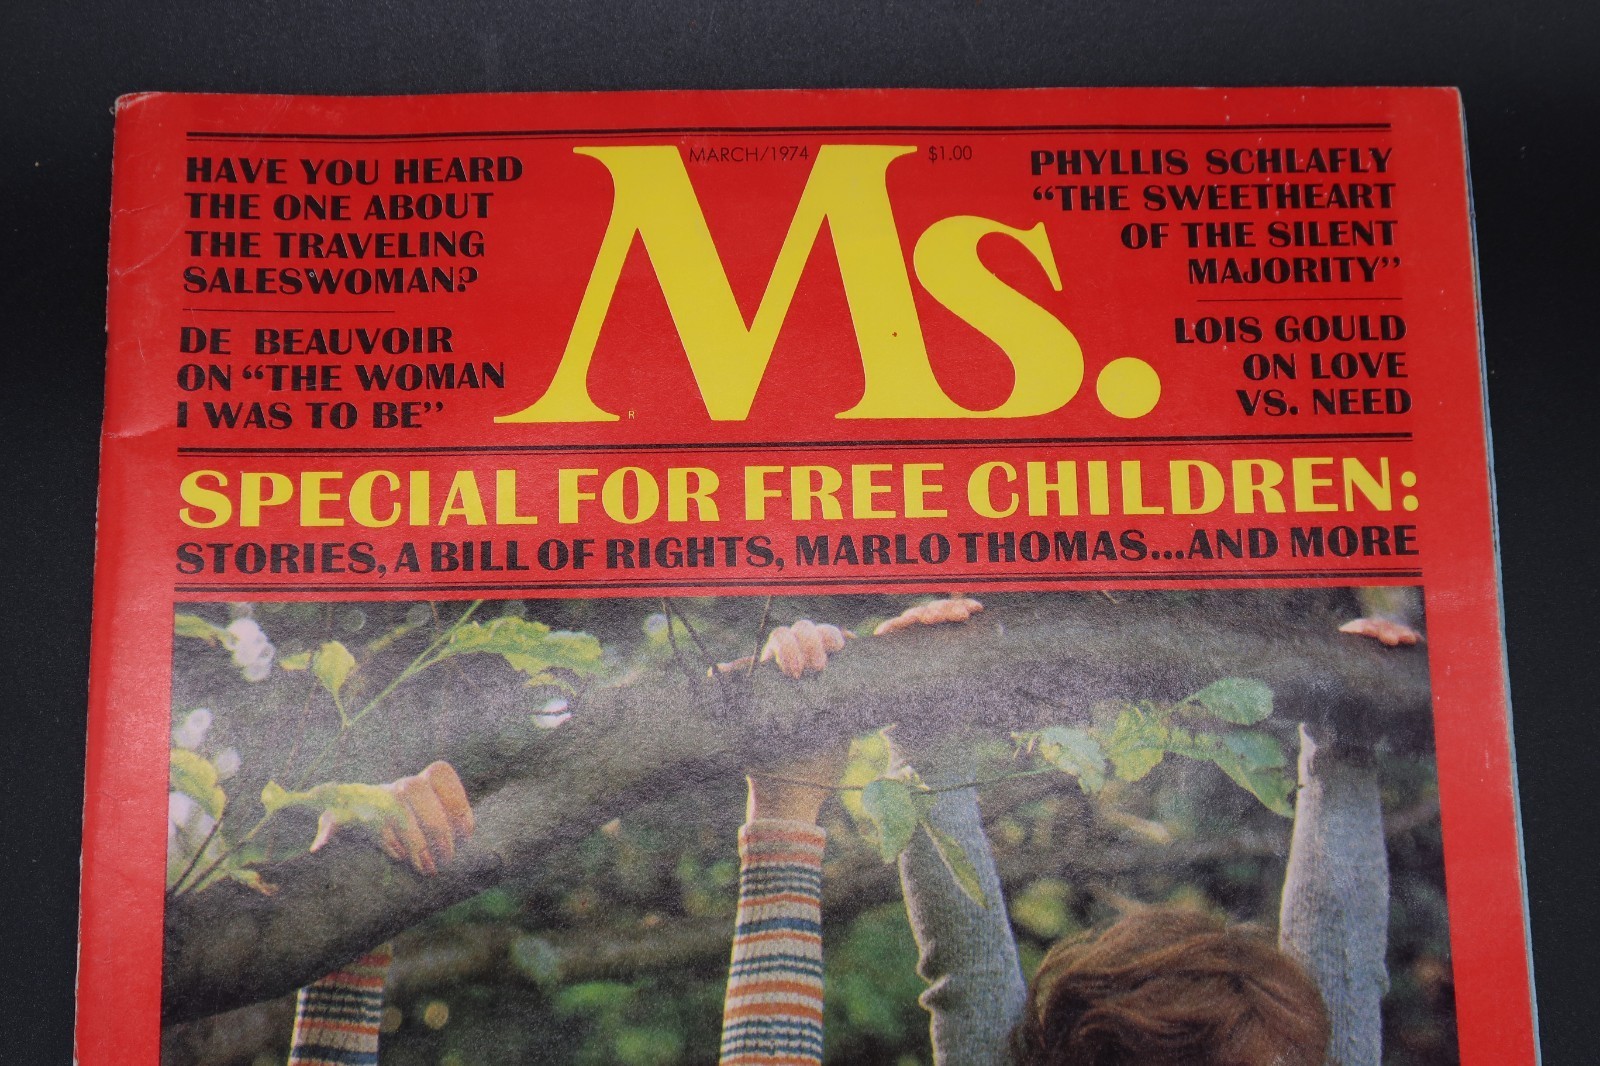 MARCH/1974
$1.00
Ms.
R
HAVE YOU HEARD
THE ONE ABOUT
THE TRAVELING
SALESWOMAN?
DE BEAUVOIR
ON “THE WOMAN
I WAS TO BE”
PHYLLIS SCHLAFLY
“THE SWEETHEART
OF THE SILENT
MAJORITY”
LOIS GOULD
ON LOVE
VS. NEED
SPECIAL FOR FREE CHILDREN:
STORIES, A BILL OF RIGHTS, MARLO THOMAS...AND MORE